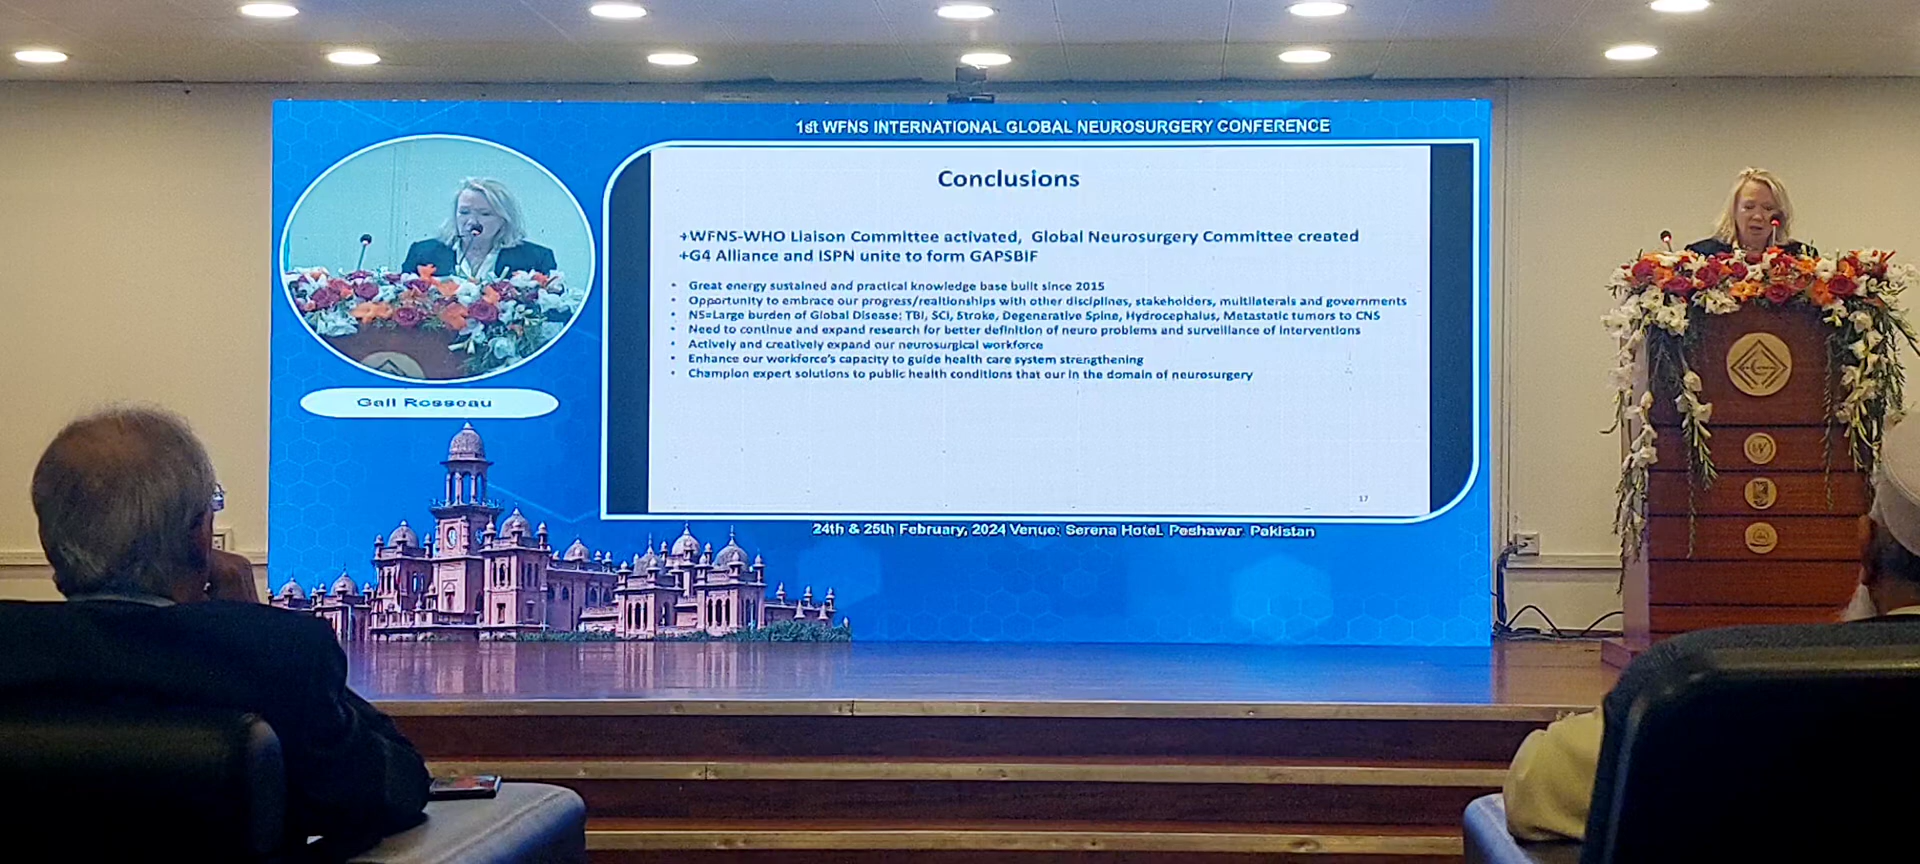 1st WFNS INTERNATIONAL GLOBAL NEUROSURGERY CONFERENCE
Conclusions
+WFNS-WHO Liaison Committee activated, Global Neurosurgery Committee created
+G4 Alliance and ISPN unite to form GAPSBIF
• Great energy sustained and practical knowledge base built since 2015
• Opportunity to embrace our progress/realtionships with other disciplines, stakeholders, multilaterals and governments
• NS=Large burden of Global Disease: TBI, SCI, Stroke, Degenerative Spine, Hydrocephalus, Metastatic tumors to CNS
• Need to continue and expand research for better definition of neuro problems and surveillance of interventions
• Actively and creatively expand our neurosurgical workforce
• Enhance our workforce's capacity to guide health care system strengthening
• Champion expert solutions to public health conditions that our in the domain of neurosurgery
17
Gail Rosseau
24th & 25th February, 2024 Venue: Serena Hotel, Peshawar, Pakistan